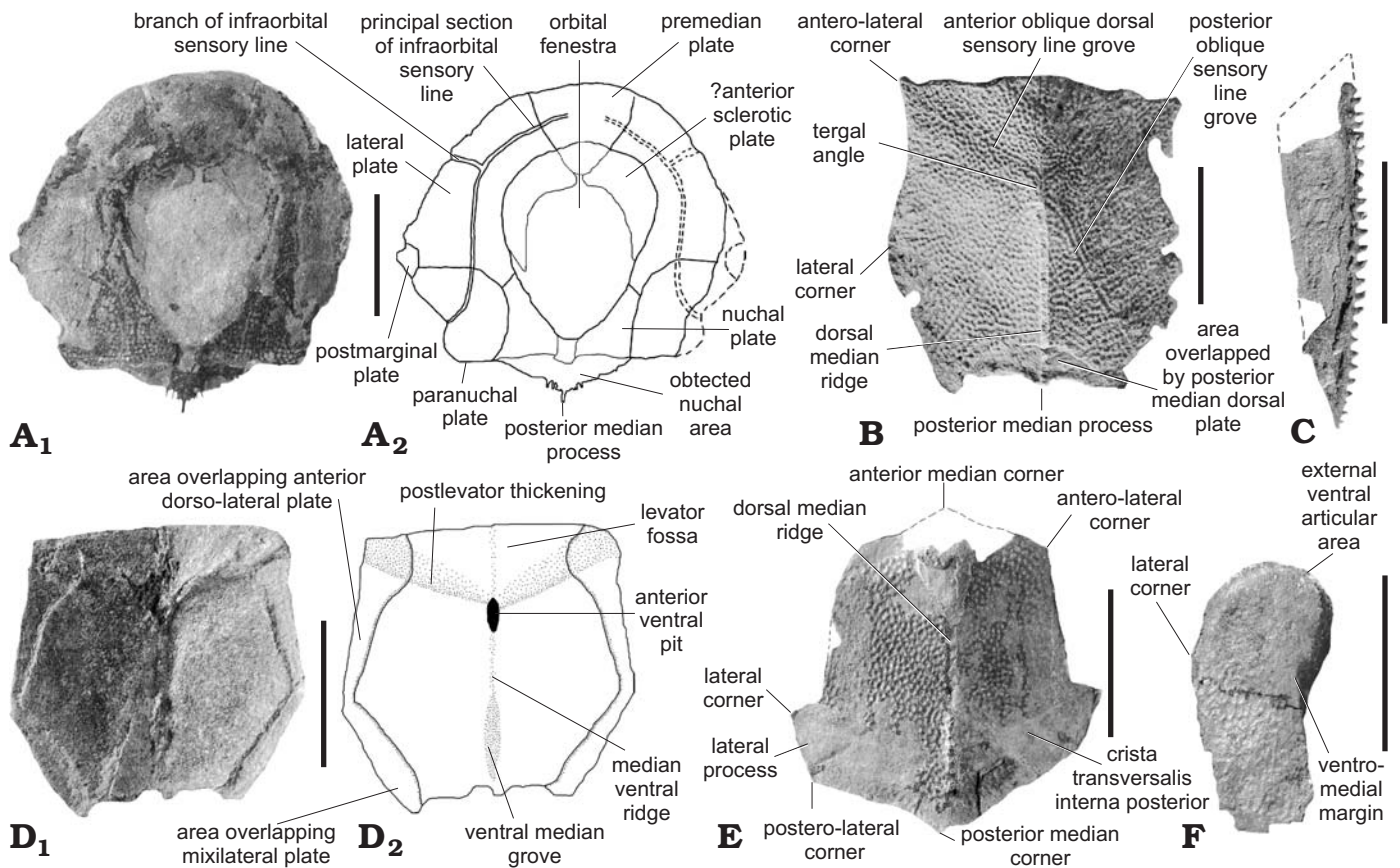 branch of infraorbital
sensory line
principal section
of infraorbital
sensory
line
orbital
fenestra
premedian
plate
?anterior
sclerotic
plate
lateral
plate
postmarginal
plate
paranuchal
plate
posterior median
process
obtected
nuchal
area
nuchal
plate
A1
A2
antero-lateral
corner
anterior oblique dorsal
sensory line grove
posterior
oblique
sensory
line
grove
tergal
angle
lateral
corner
dorsal
median
ridge
area
overlapped
by posterior
median dorsal
plate
posterior median process
B
C
area overlapping anterior
dorso-lateral plate
postlevator thickening
levator
fossa
anterior
ventral
pit
median
ventral
ridge
ventral median
grove
area overlapping
mixilateral plate
D1
D2
anterior median corner
dorsal median
ridge
antero-lateral
corner
lateral
corner
lateral
process
crista
transversalis
interna posterior
postero-lateral
corner
posterior median
corner
E
external
ventral
articular
area
lateral
corner
ventro-
medial
margin
F